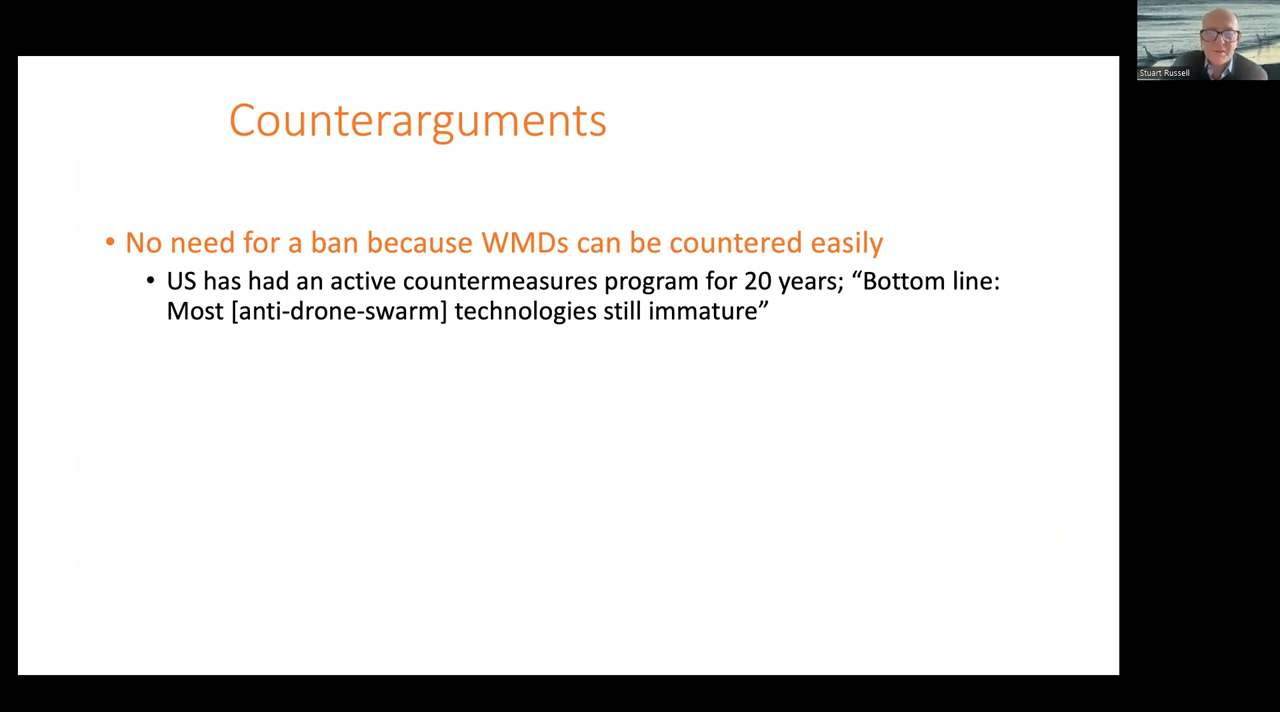 Stuart Russell
Counterarguments
• No need for a ban because WMDs can be countered easily
• US has had an active countermeasures program for 20 years; “Bottom line:
Most [anti-drone-swarm] technologies still immature”